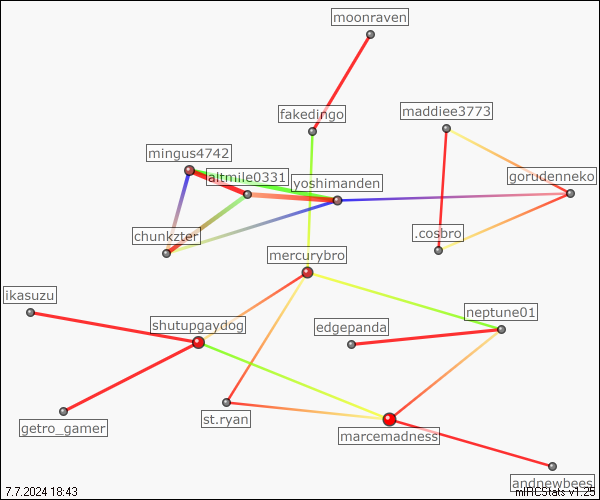 moonraven
fakedingo
maddiee3773
mingus4742
altmile0331
yoshimanden
gorudenneko
chunkzter
.cosbro
mercurybro
ikasuzu
shutupgaydog
edgepanda
neptune01
getro_gamer
st.ryan
marcemadness
andnewbees
7.7.2024 18:43
mIRCStats v1.25